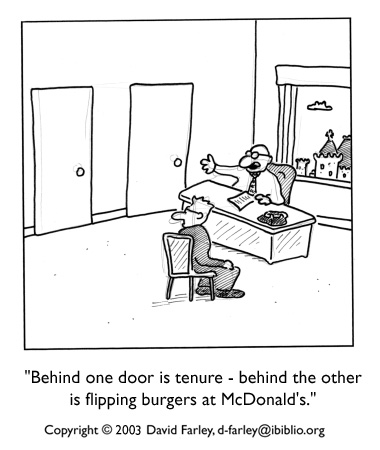 "Behind one door is tenure - behind the other
is flipping burgers at McDonald's."
Copyright © 2003 David Farley, d-farley@ibiblio.org